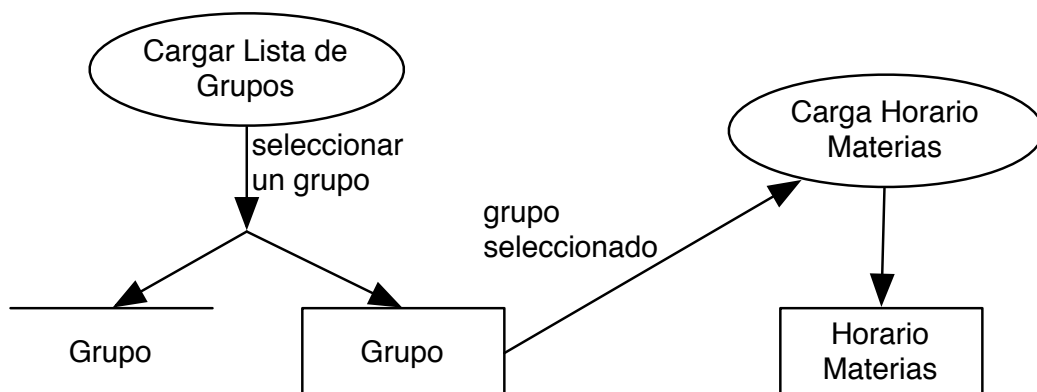 Cargar Lista de
Grupos
seleccionar
un grupo
Carga Horario
Materias
grupo
seleccionado
Grupo
Grupo
Horario
Materias